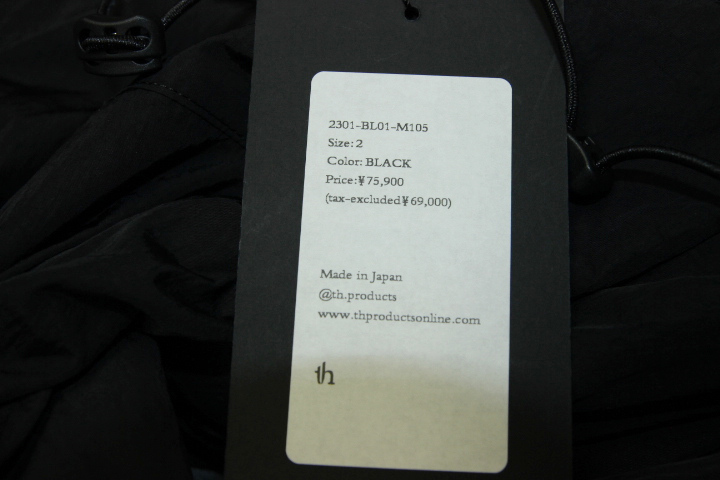 2301-BL01-M105
Size: 2
Color: BLACK
Price:¥75,900
(tax-excluded¥69,000)
Made in Japan
@th.products
www.thproductsonline.com
th